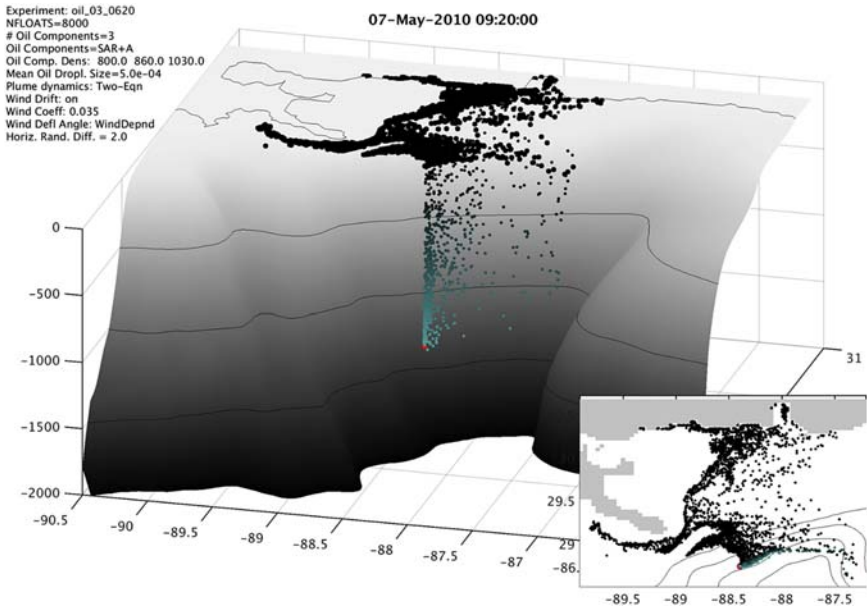 Experiment: oil_03_0620
NFLOATS=8000
# Oil Components=3
Oil Components=SAR+A
Oil Comp. Dens:  800.0  860.0 1030.0
Mean Oil Dropl. Size=5.0e-04
Plume dynamics: Two-Eqn
Wind Drift: on
Wind Coeff: 0.035
Wind Defl Angle: WindDepnd
Horiz. Rand. Diff. = 2.0
07-May-2010 09:20:00
0
-500
-1000
-1500
-2000
-90.5
-90
-89.5
-89
-88.5
-88
-87.5
-87
-86.
29
29.5
31
-89.5 -89 -88.5 -88 -87.5